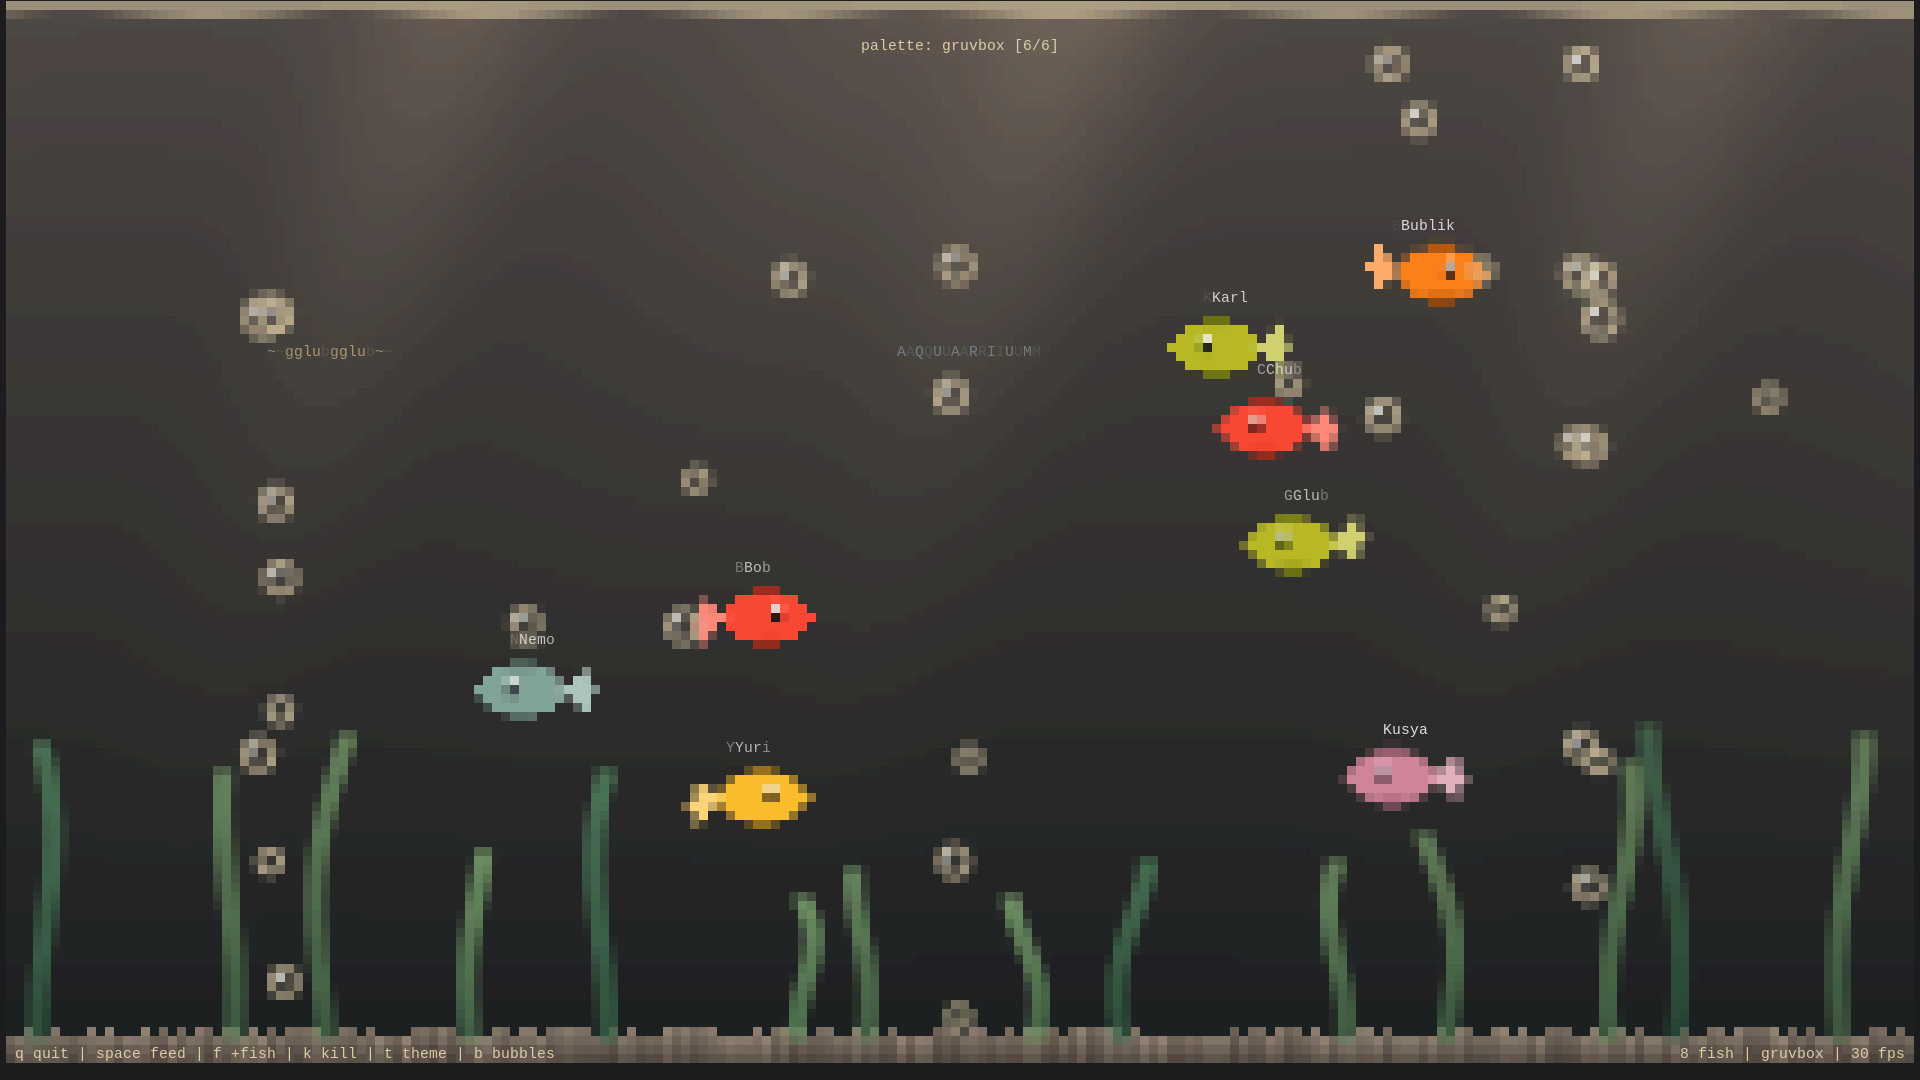 palette: gruvbox [6/6]
Bublik
Karl
~gglubgglub~~
AAQQUUAARRIIUUMM
CChub
GGlub
BBob
NNemo
Kusya
YYuri
q quit | space feed | f +fish | k kill | t theme | b bubbles
8 fish | gruvbox | 30 fps